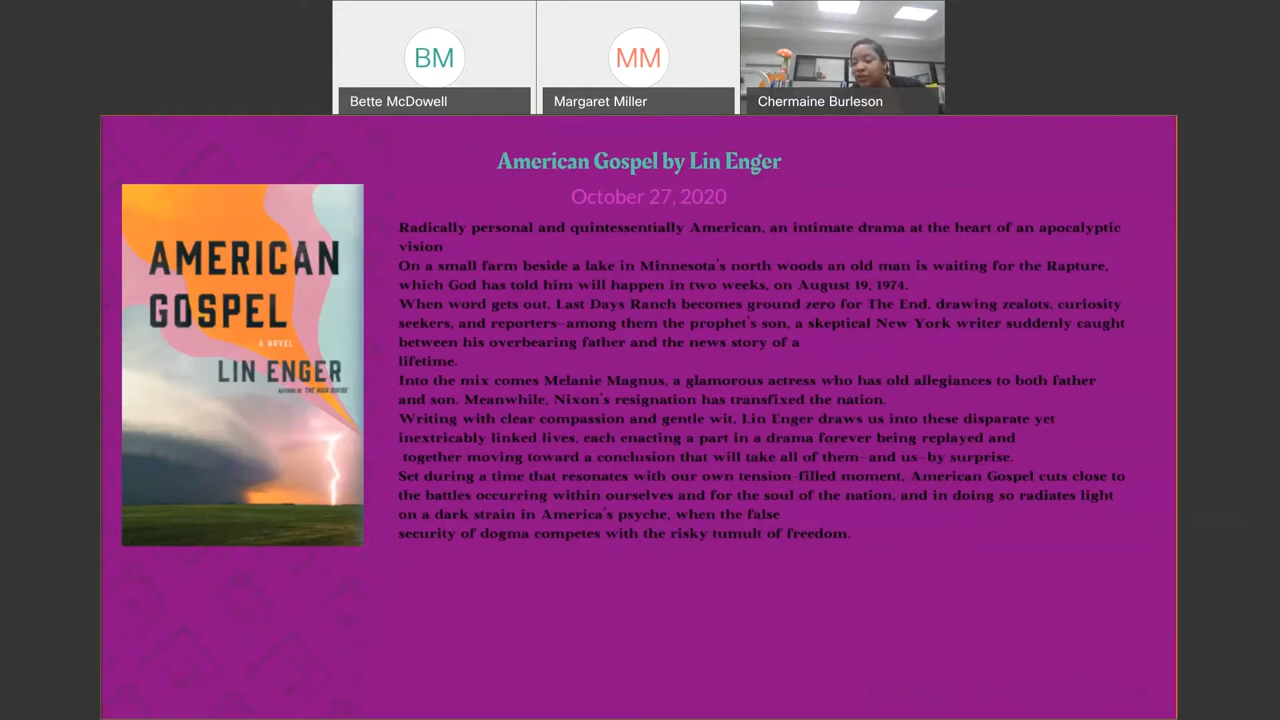 BM
MM
Bette McDowell
Margaret Miller
Chermaine Burleson
American Gospel by Lin Enger
October 27, 2020
AMERICAN
GOSPEL
A NOVEL
LIN ENGER
AUTHOR OF THE HIGH DIVIDE
Radically personal and quintessentially American, an intimate drama at the heart of an apocalyptic
vision
On a small farm beside a lake in Minnesota's north woods an old man is waiting for the Rapture,
which God has told him will happen in two weeks, on August 19, 1974.
When word gets out, Last Days Ranch becomes ground zero for The End, drawing zealots, curiosity
seekers, and reporters—among them the prophet's son, a skeptical New York writer suddenly caught
between his overbearing father and the news story of a
lifetime.
Into the mix comes Melanie Magnus, a glamorous actress who has old allegiances to both father
and son. Meanwhile, Nixon's resignation has transfixed the nation.
Writing with clear compassion and gentle wit, Lin Enger draws us into these disparate yet
inextricably linked lives, each enacting a part in a drama forever being replayed and
together moving toward a conclusion that will take all of them—and us—by surprise.
Set during a time that resonates with our own tension-filled moment, American Gospel cuts close to
the battles occurring within ourselves and for the soul of the nation, and in doing so radiates light
on a dark strain in America's psyche, when the false
security of dogma competes with the risky tumult of freedom.